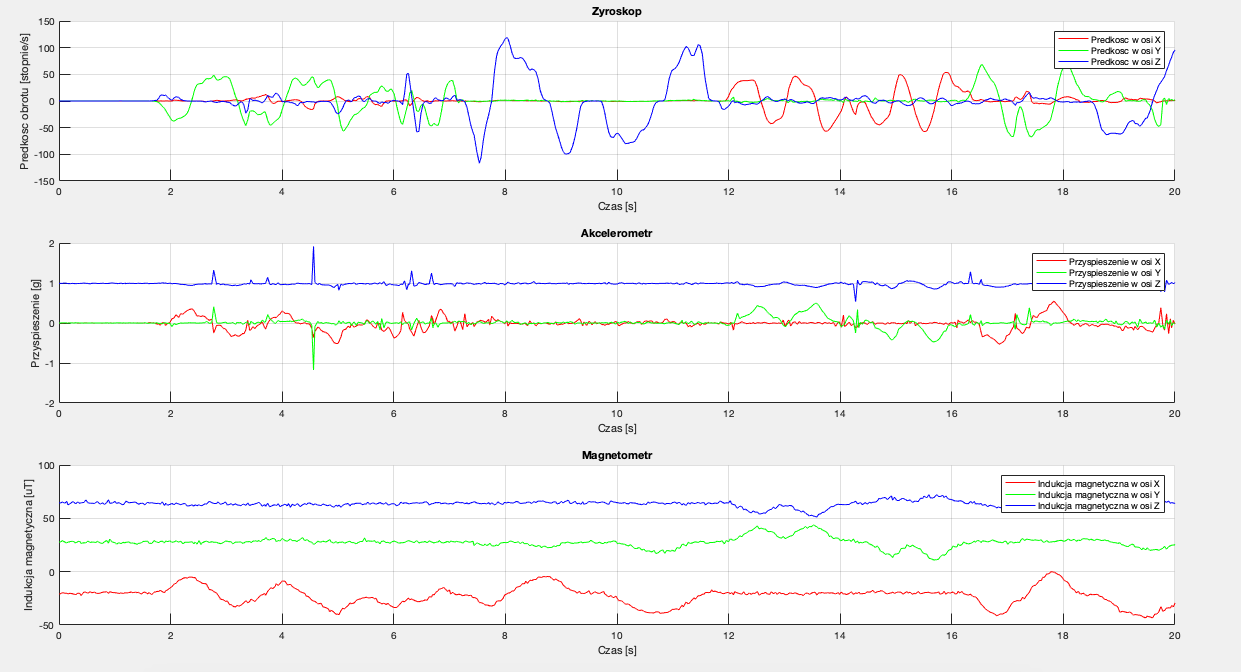 Zyroskop
Predkosc obrotu [stopnie/s]
150
100
50
0
-50
-100
-150
Predkosc w osi X
Predkosc w osi Y
Predkosc w osi Z
0 2 4 6 8 10 12 14 16 18 20
Czas [s]
Akcelerometr
Przyspieszenie [g]
2
1
0
-1
-2
Przyspieszenie w osi X
Przyspieszenie w osi Y
Przyspieszenie w osi Z
0 2 4 6 8 10 12 14 16 18 20
Czas [s]
Magnetometr
Indukcja magnetyczna [uT]
100
50
0
-50
Indukcja magnetyczna w osi X
Indukcja magnetyczna w osi Y
Indukcja magnetyczna w osi Z
0 2 4 6 8 10 12 14 16 18 20
Czas [s]